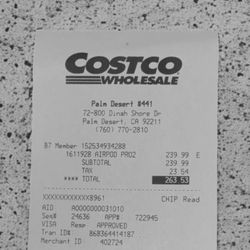 COSTCO
WHOLESALE
Palm Desert #441
72-800 Dinah Shore Dr
Palm Desert, CA 92211
(760) 770-2810
B7 Member 152534934288
1611928 AIRPOD PRO2 239.99 E
SUBTOTAL 239.99
TAX 23.54
**** TOTAL 263.53
XXXXXXXXXXXX8961 CHIP Read
AID A0000000031010
Seq# 24636 APP# 722945
VISA Resp APPROVED
Tran ID# 868364414187
Merchant ID 402724